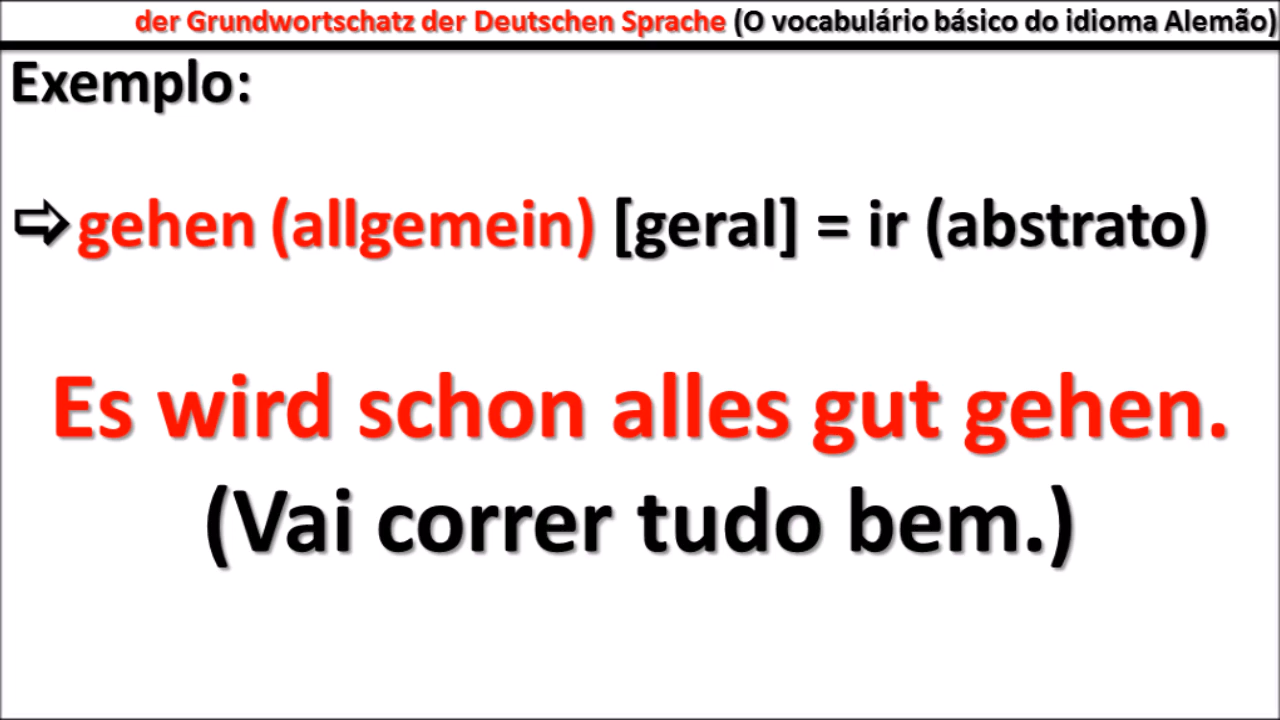 der Grundwortschatz der Deutschen Sprache (O vocabulário básico do idioma Alemão)
Exemplo:
⇨gehen (allgemein) [geral] = ir (abstrato)
Es wird schon alles gut gehen.
(Vai correr tudo bem.)